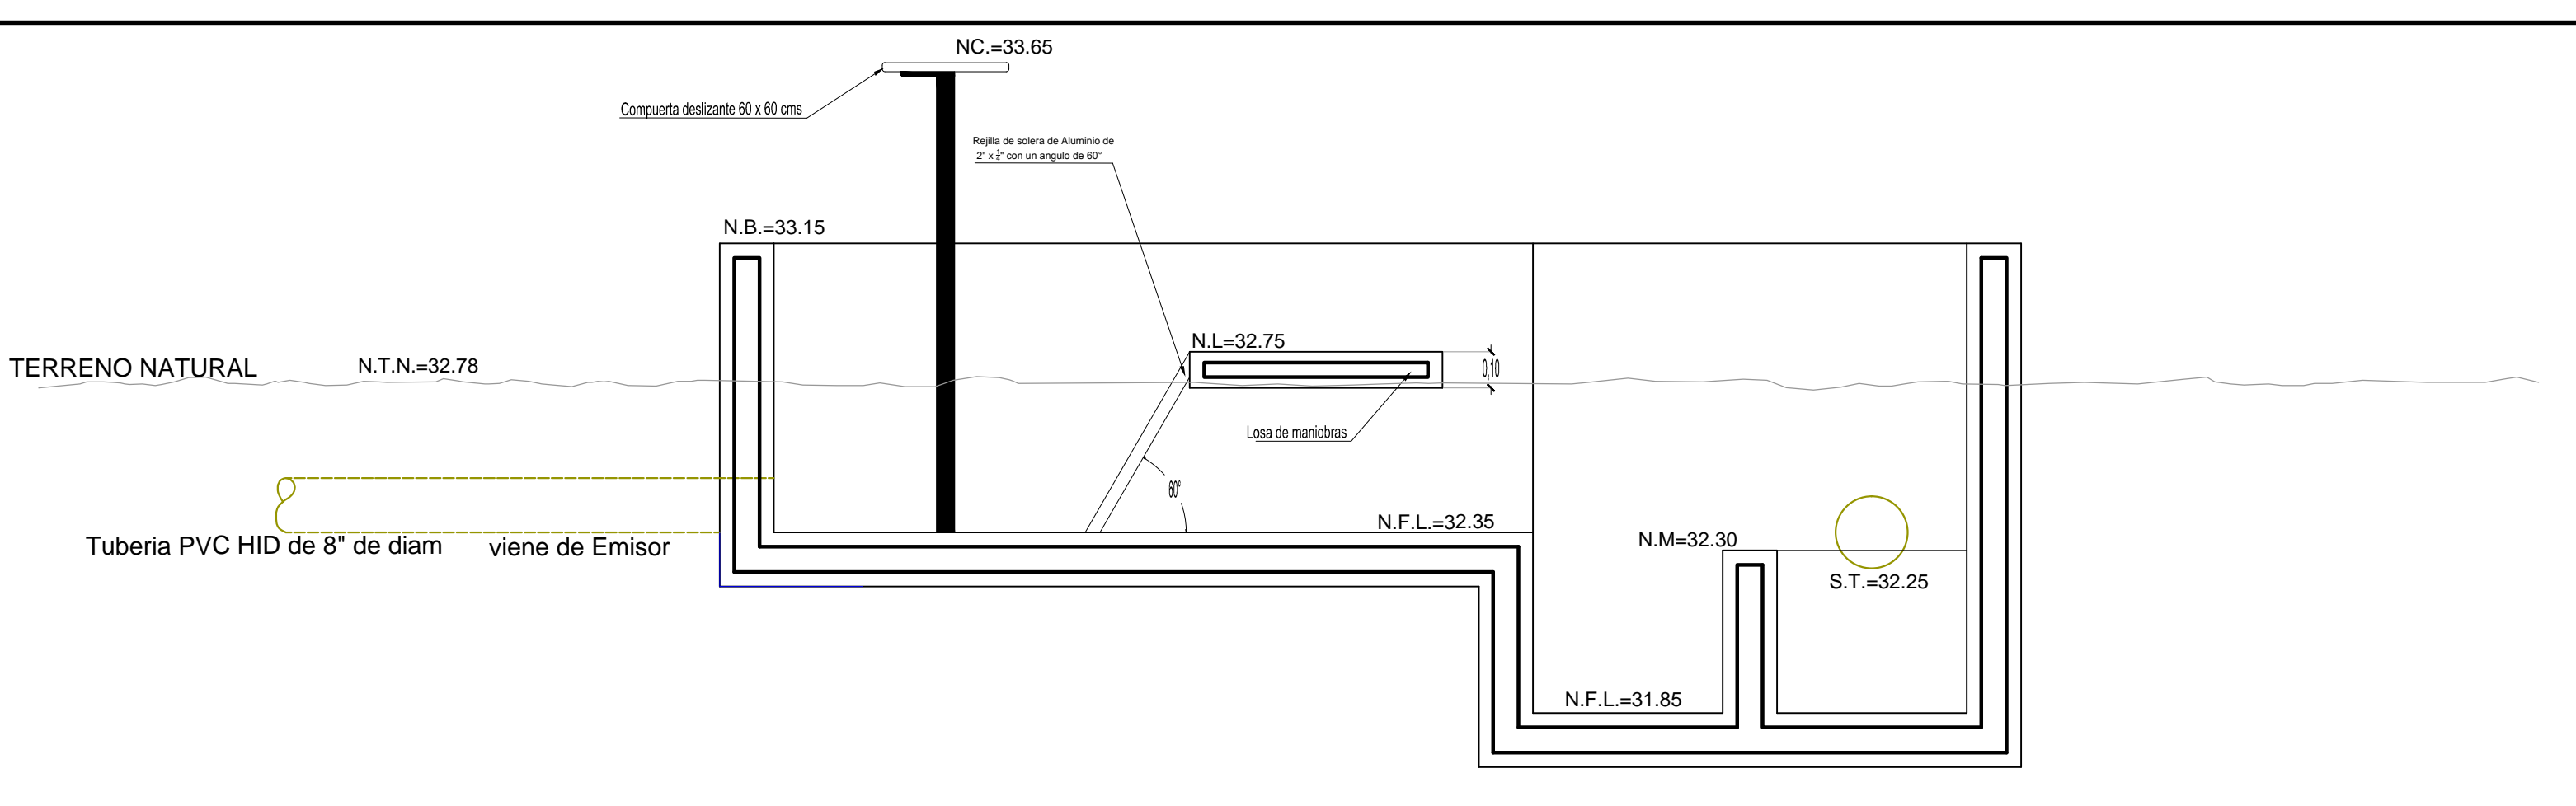 NC.=33.65
Compuerta deslizante 60 x 60 cms
Rejilla de solera de Aluminio de
2" x ¼" con un angulo de 60°
N.B.=33.15
N.L=32.75
TERRENO NATURAL
N.T.N.=32.78
0,10
Losa de maniobras
60°
N.F.L.=32.35
Tuberia PVC HID de 8" de diam
viene de Emisor
N.M=32.30
S.T.=32.25
N.F.L.=31.85